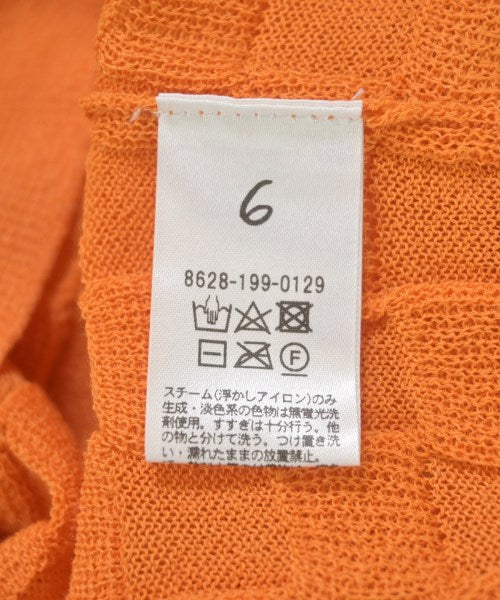 6
8628-199-0129
F
スチーム(浮かしアイロン)のみ
生成・淡色系の色物は無蛍光洗
剤使用。すすぎは十分行う。他
の物と分けて洗う。つけ置き洗
い・濡れたままの放置禁止。